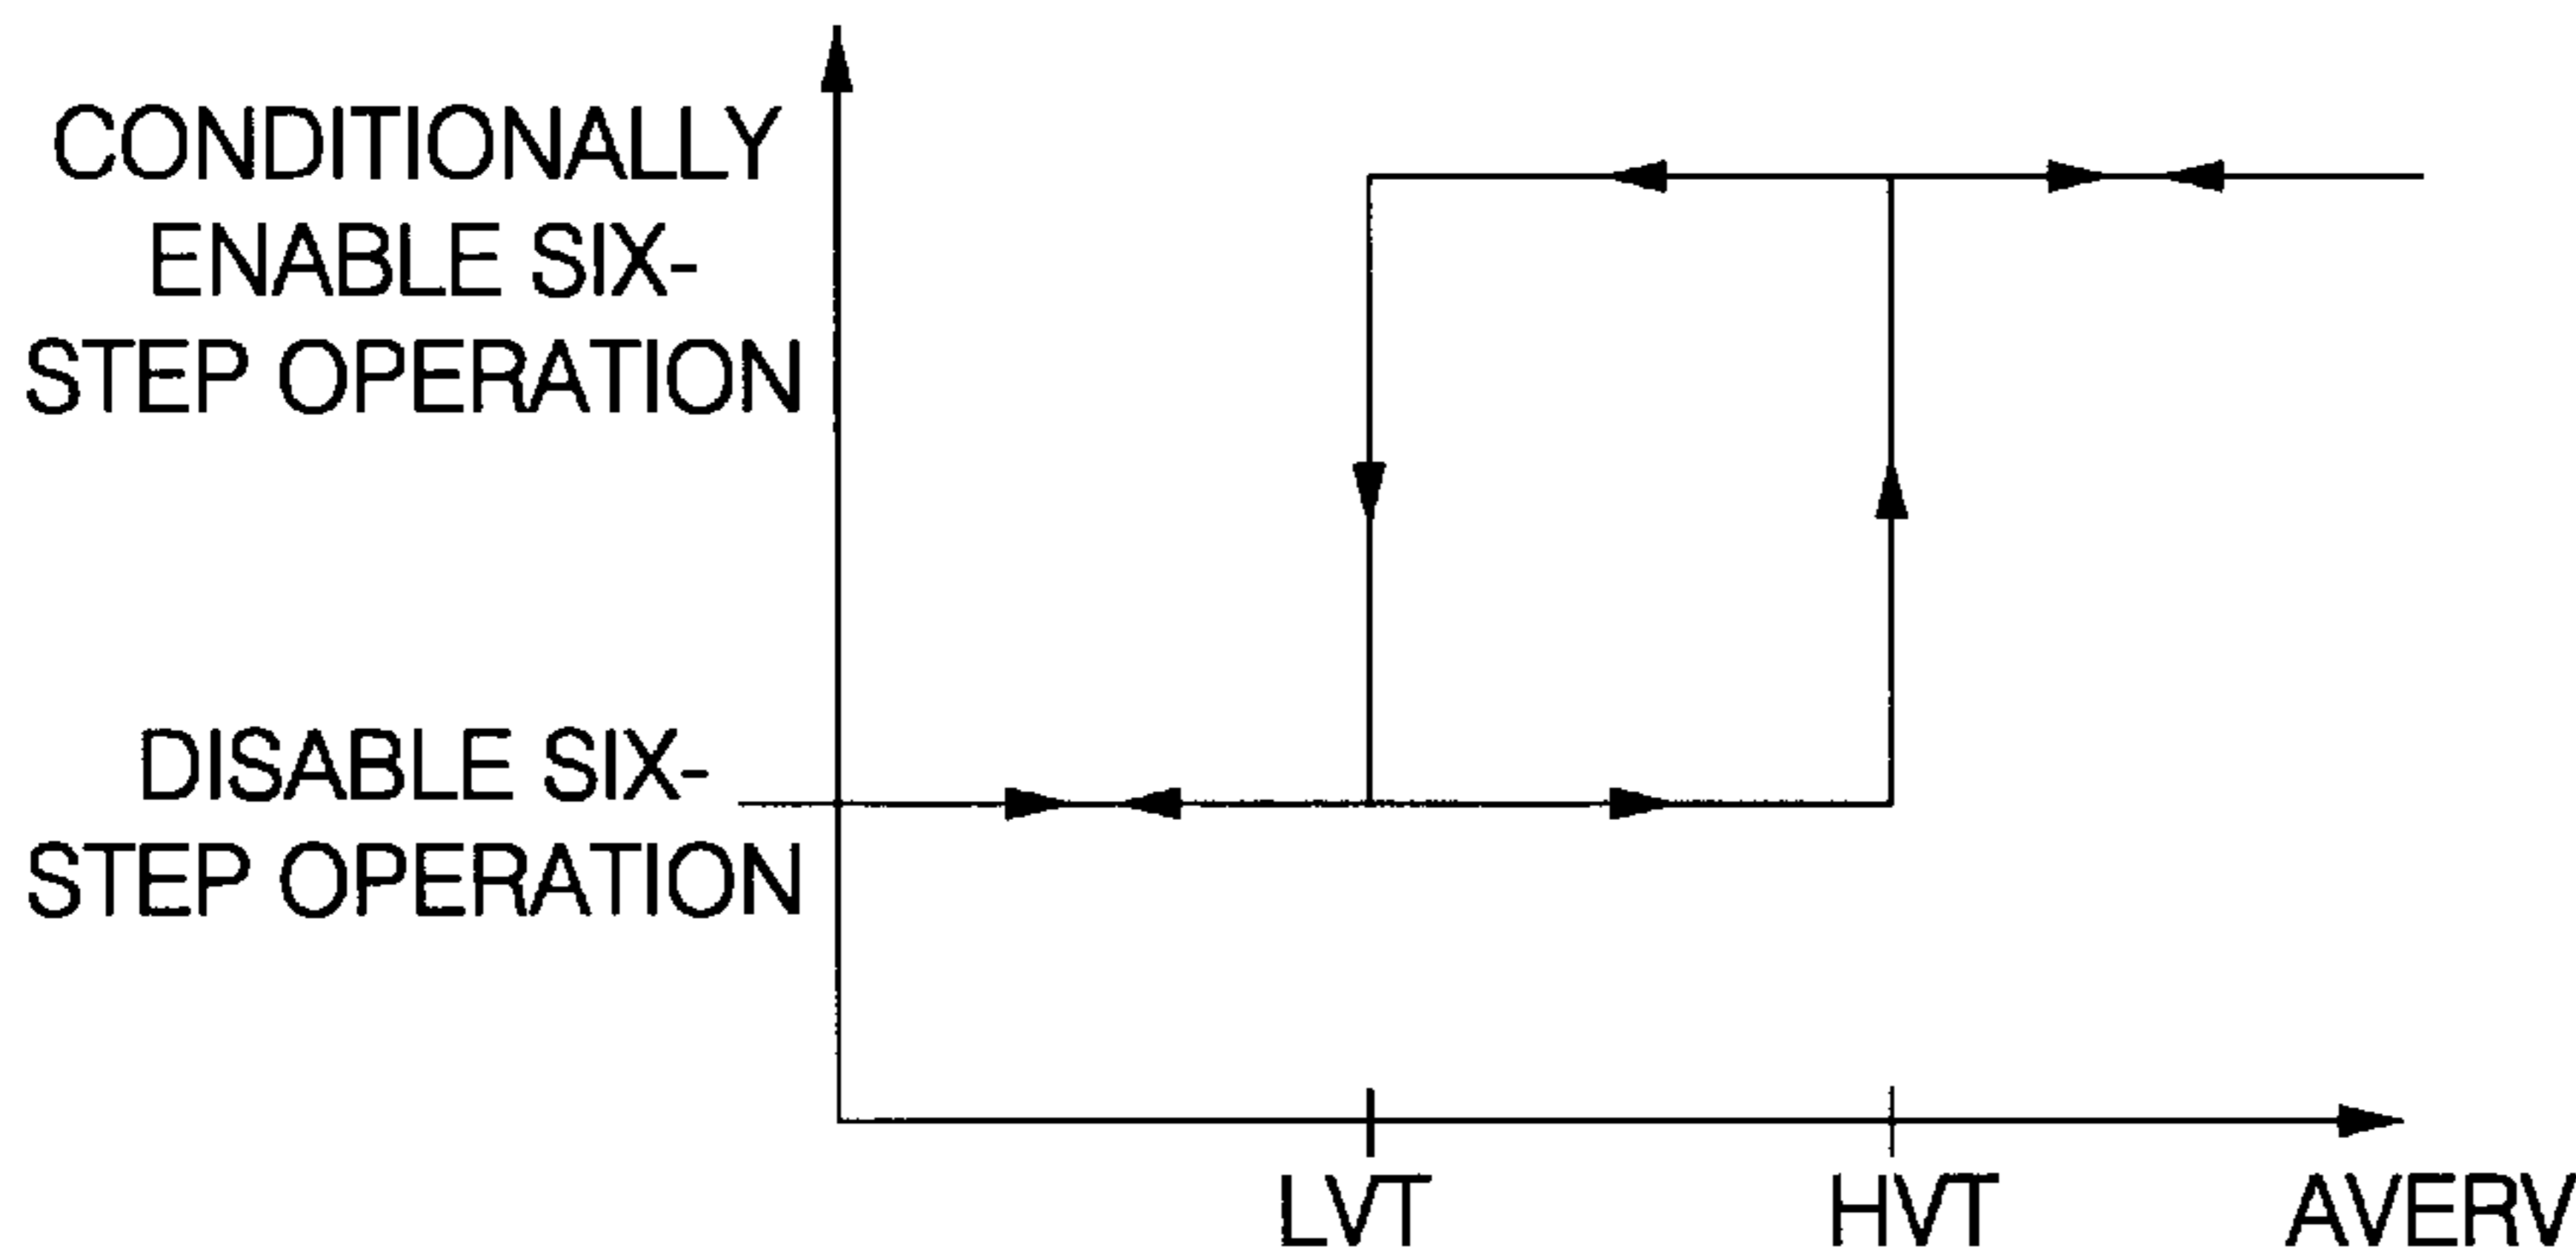 CONDITIONALLY
ENABLE SIX-
STEP OPERATION
DISABLE SIX-
STEP OPERATION
LVT
HVT
AVERV